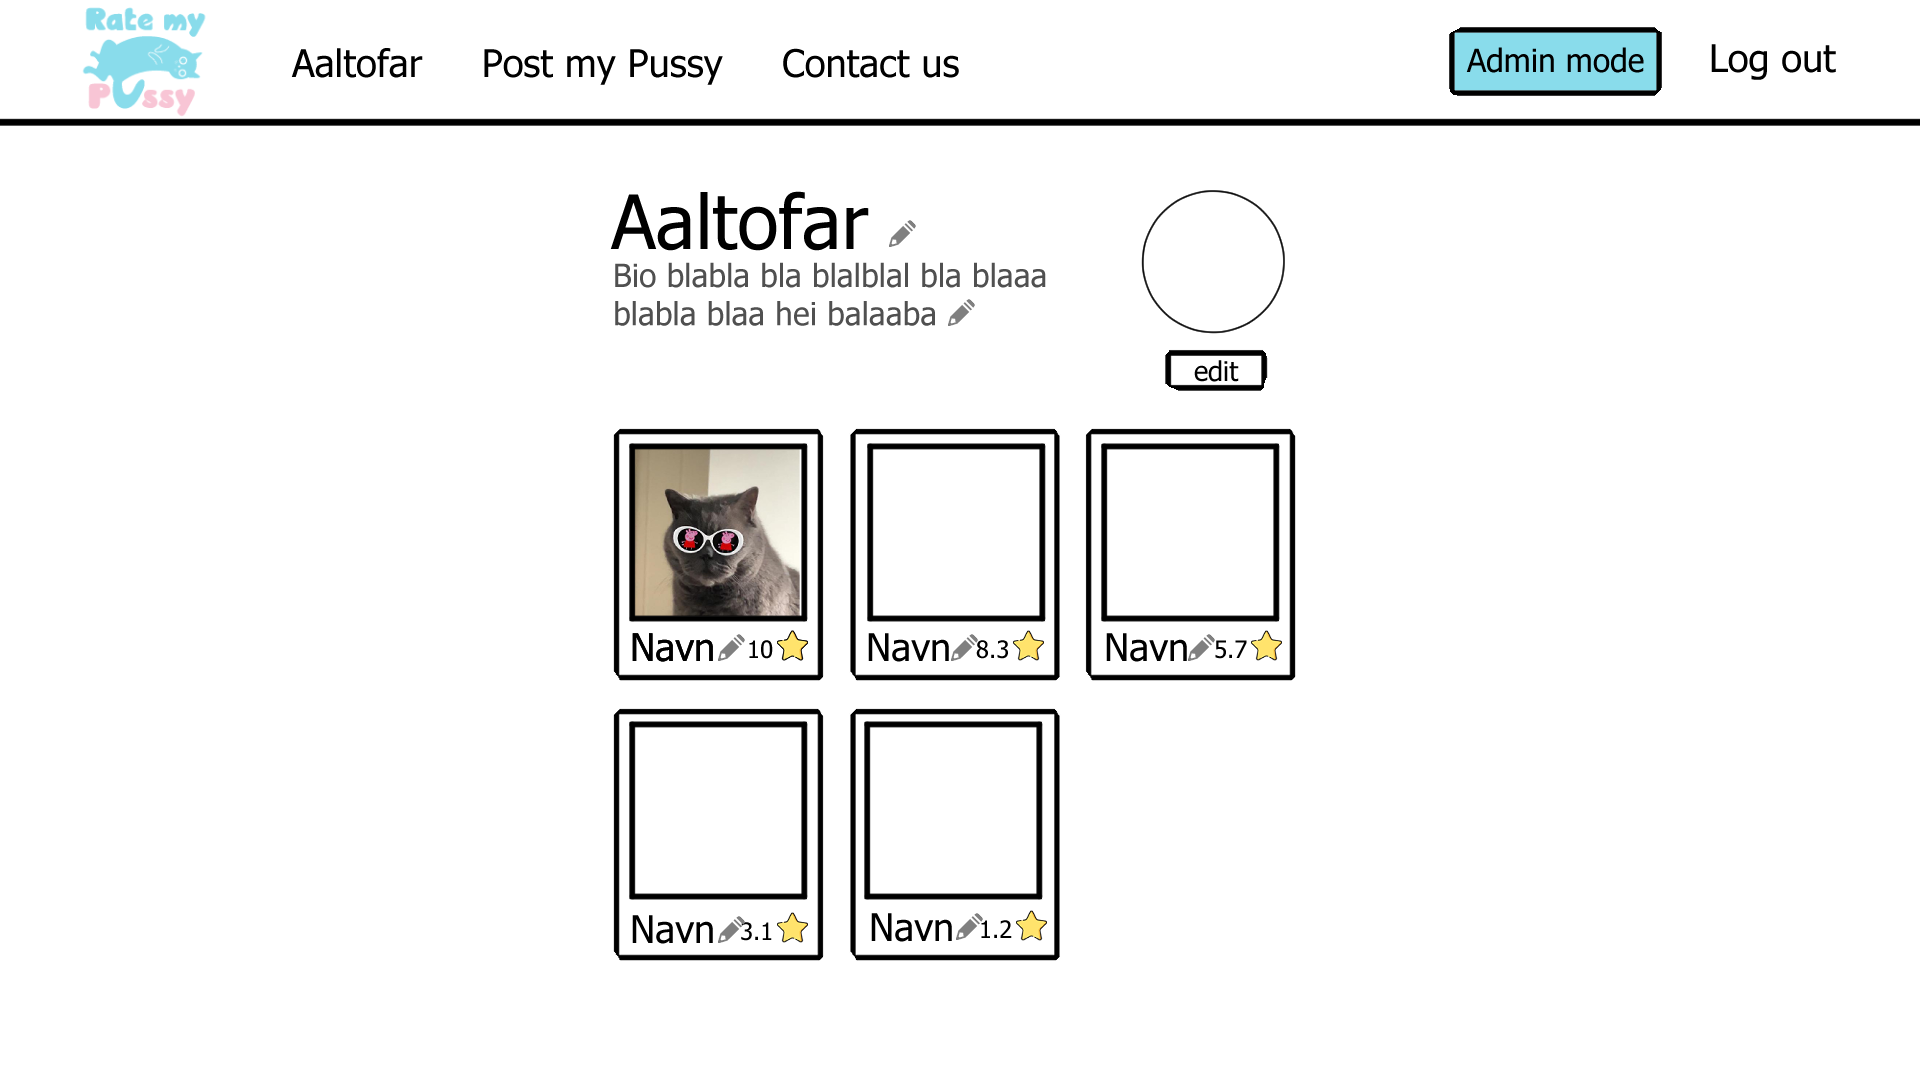 Rate my
Pussy
Aaltofar
Post my Pussy
Contact us
Admin mode
Log out
Aaltofar
Bio blabla bla blalblal bla blaaa
blabla blaa hei balaaba
edit
Navn 10
Navn 8.3
Navn 5.7
Navn 3.1
Navn 1.2